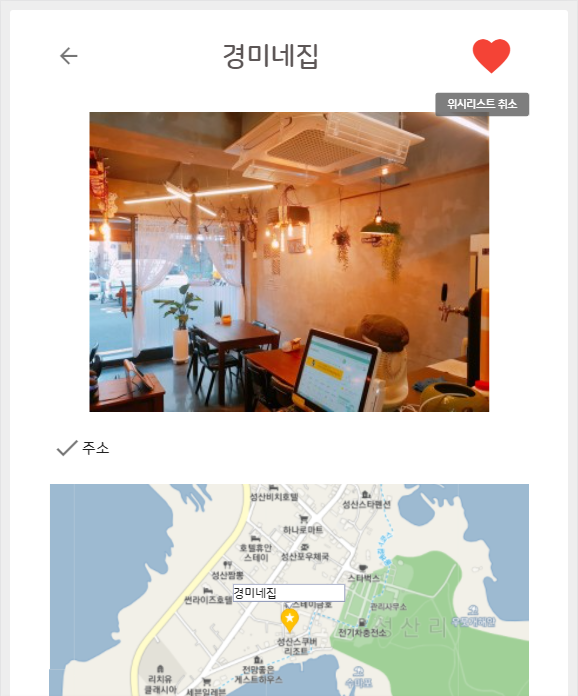 경미네집
위시리스트 취소
주소
성산비치호텔
성산스타펜션
하나로마트
호텔휴안
스테이
성산포우체국
성산짬뽕
스타벅스
썬라이즈호텔
경미네집
관리사무소
전기차충전소
성산리
성산스쿠버
리조트
전망좋은
게스트하우스
리치유
클래시아
세븐일레븐
수마포